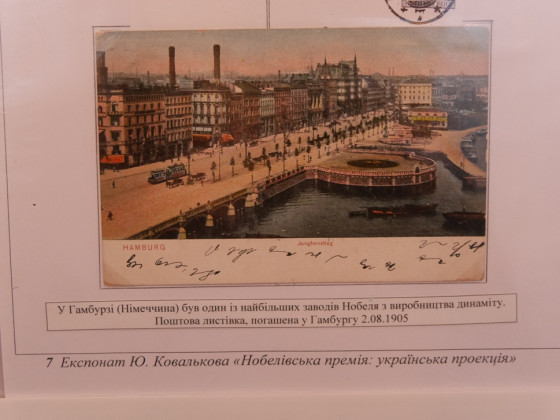 HAMBURG
Jungfernstieg
У Гамбурзі (Німеччина) був один із найбільших заводів Нобеля з виробництва динаміту.
Поштова листівка, погашена у Гамбургу 2.08.1905
7 Експонат Ю. Ковалькова «Нобелівська премія: українська проекція»